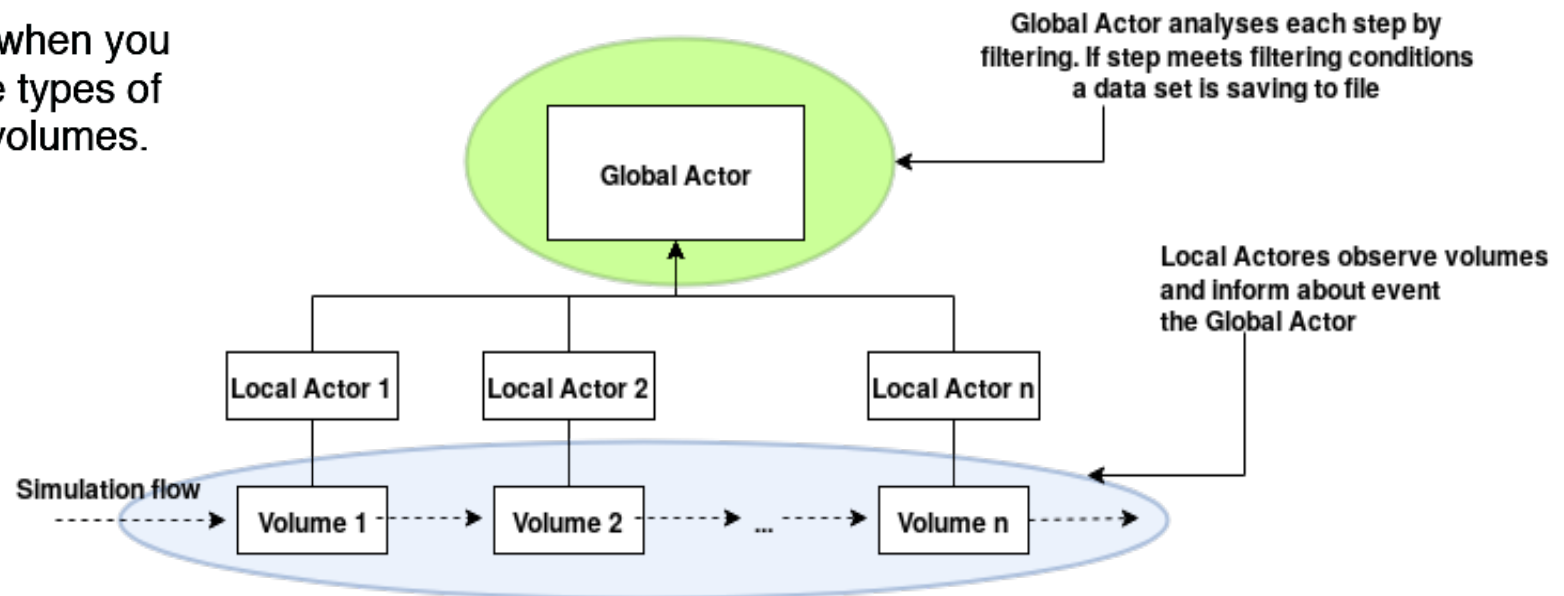 when you
e types of
volumes.
Global Actor analyses each step by
filtering. If step meets filtering conditions
a data set is saving to file
Global Actor
Local Actores observe volumes
and inform about event
the Global Actor
Local Actor 1
Local Actor 2
Local Actor n
Simulation flow
Volume 1
Volume 2
...
Volume n